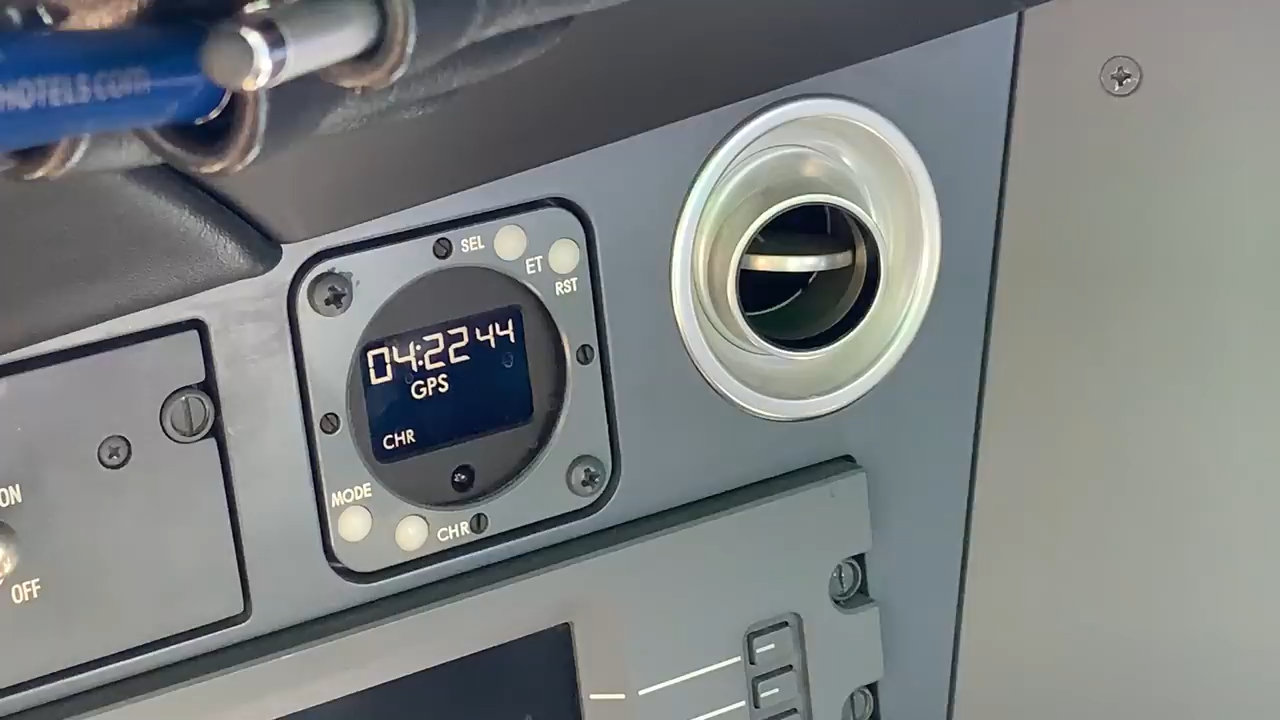 HOTELS.com
SEL
ET
RST
04:22 44
GPS
CHR
MODE
CHR
ON
OFF